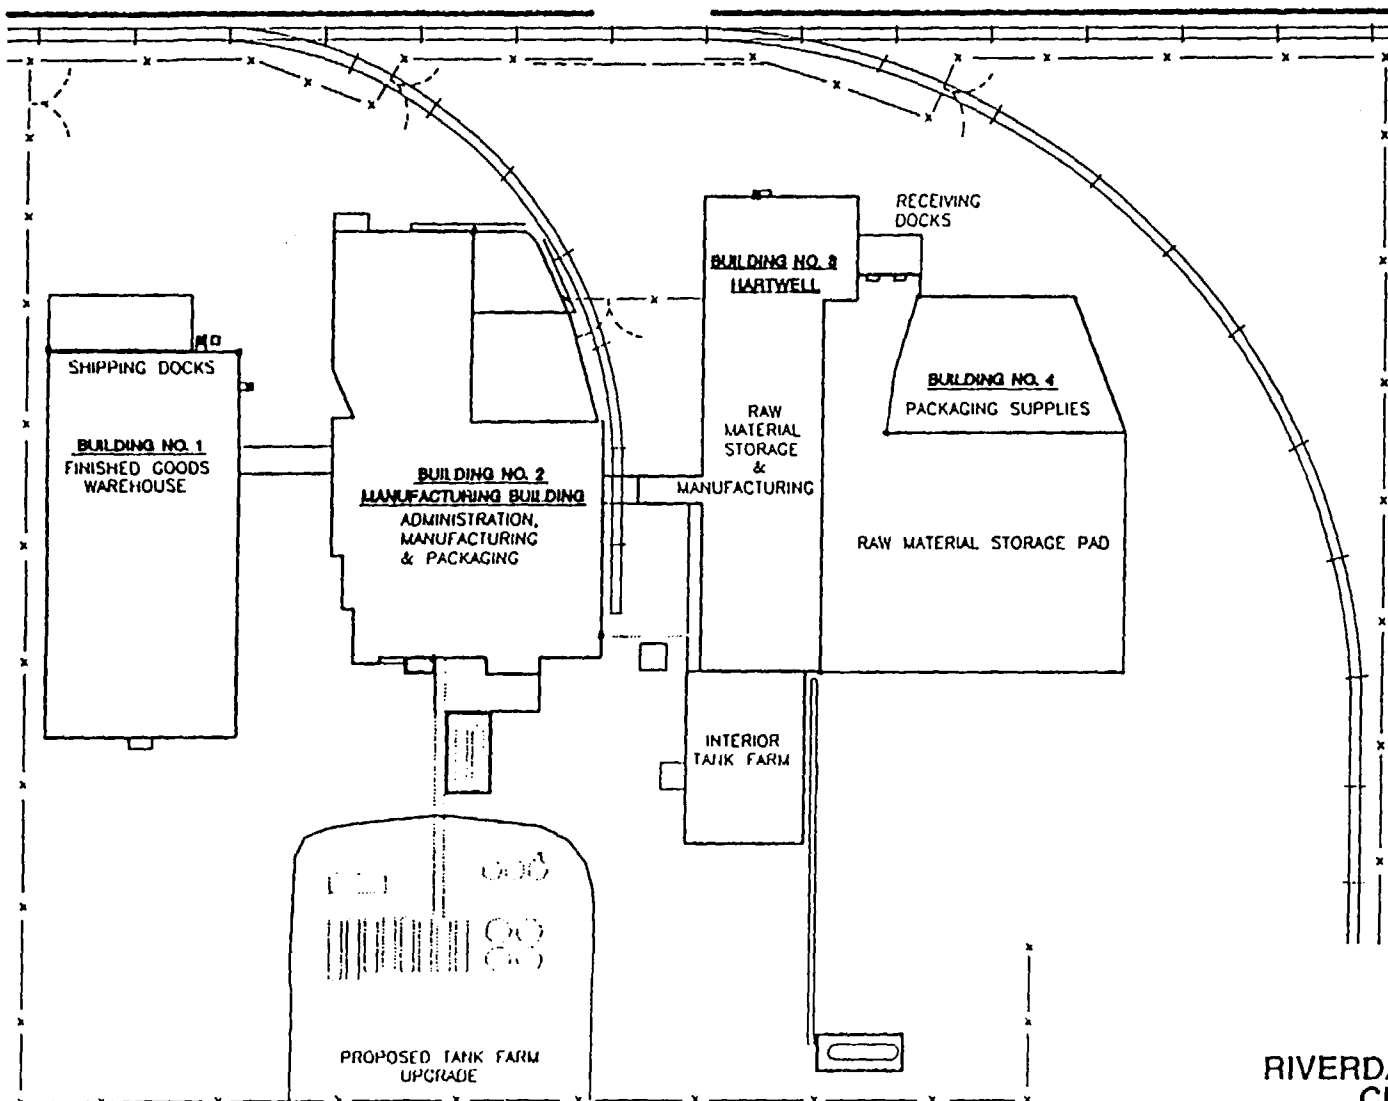 RECEIVING
DOCKS
BUILDING NO. 3
HARTWELL
SHIPPING DOCKS
BUILDING NO. 1
FINISHED GOODS
WAREHOUSE
BUILDING NO. 2
MANUFACTURING BUILDING
ADMINISTRATION,
MANUFACTURING
& PACKAGING
RAW
MATERIAL
STORAGE
&
MANUFACTURING
BUILDING NO. 4
PACKAGING SUPPLIES
RAW MATERIAL STORAGE PAD
INTERIOR
TANK FARM
PROPOSED TANK FARM
UPGRADE